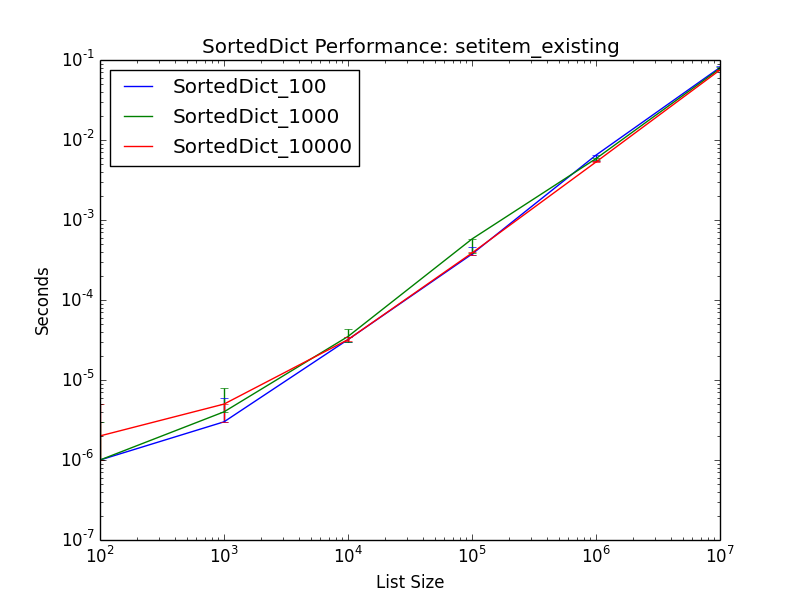 SortedDict Performance: setitem_existing
SortedDict_100
SortedDict_1000
SortedDict_10000
10^-1
10^-2
10^-3
10^-4
10^-5
10^-6
10^-7
Seconds
10^2 10^3 10^4 10^5 10^6 10^7
List Size